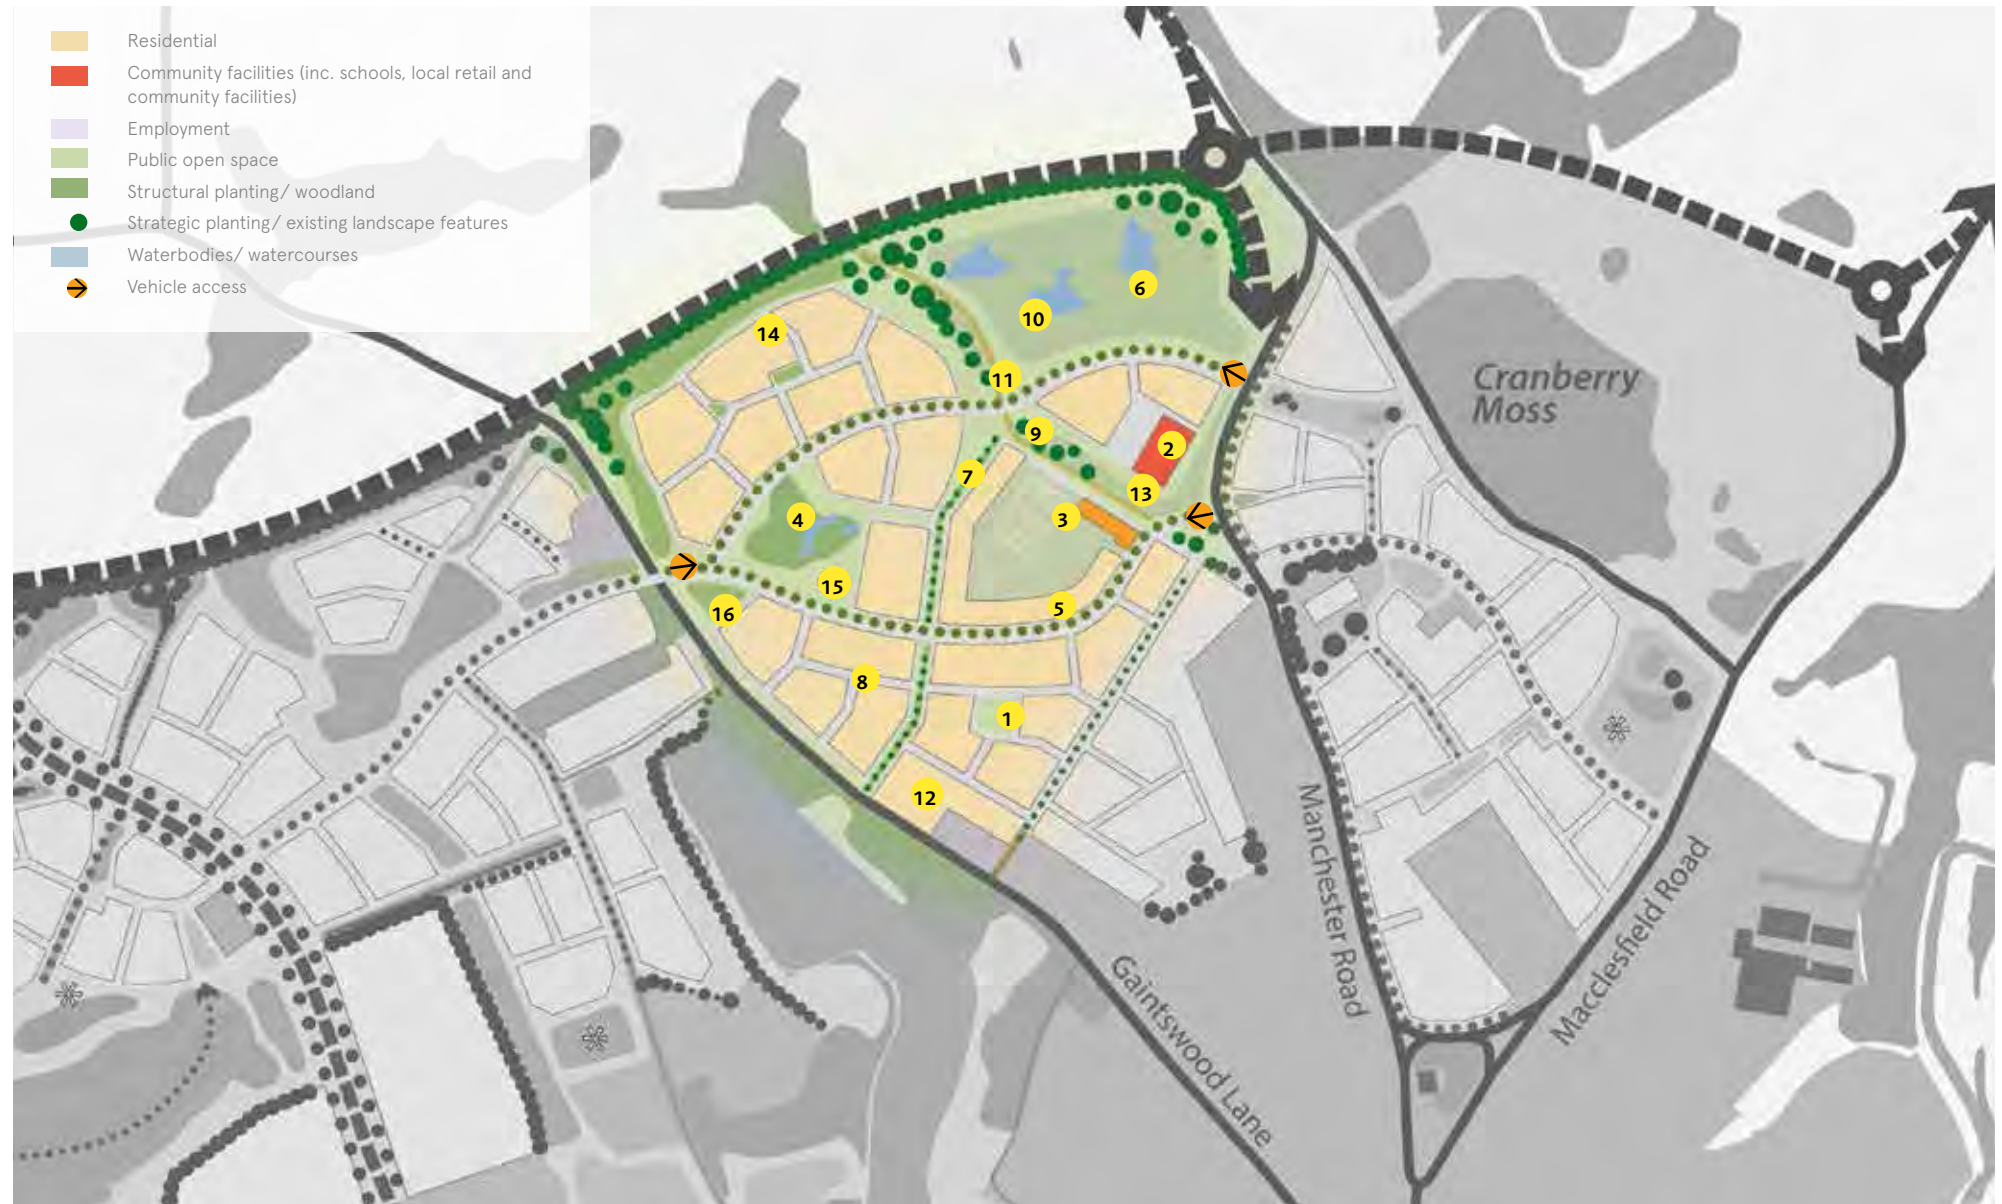 Residential
Community facilities (inc. schools, local retail and
community facilities)
Employment
Public open space
Structural planting/ woodland
Strategic planting/ existing landscape features
Waterbodies/ watercourses
Vehicle access
6
10
14
11
Cranberry
Moss
9
2
7
13
4
3
15
5
16
8
1
12
Manchester Road
Macclesfield Road
Gaintswood Lane